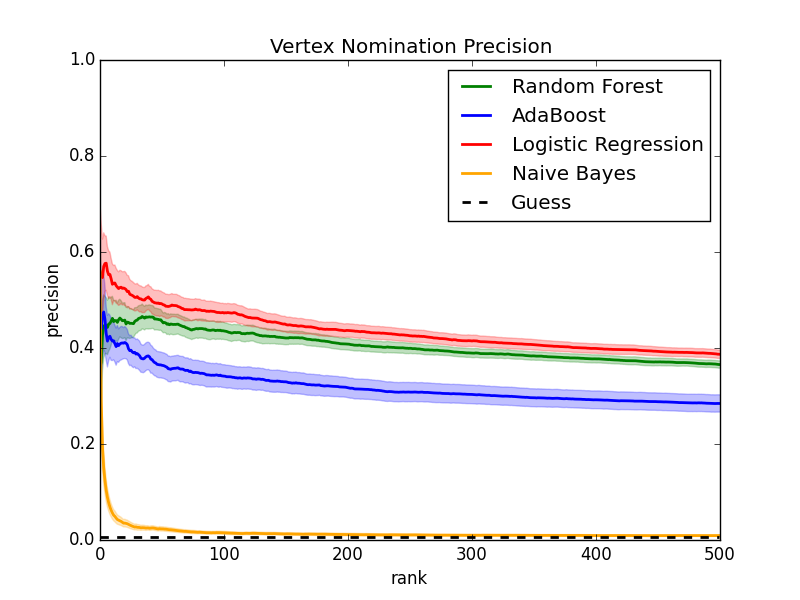 Vertex Nomination Precision
1.0
0.8
0.6
0.4
0.2
0.0
precision
Random Forest
AdaBoost
Logistic Regression
Naive Bayes
Guess
0 100 200 300 400 500
rank